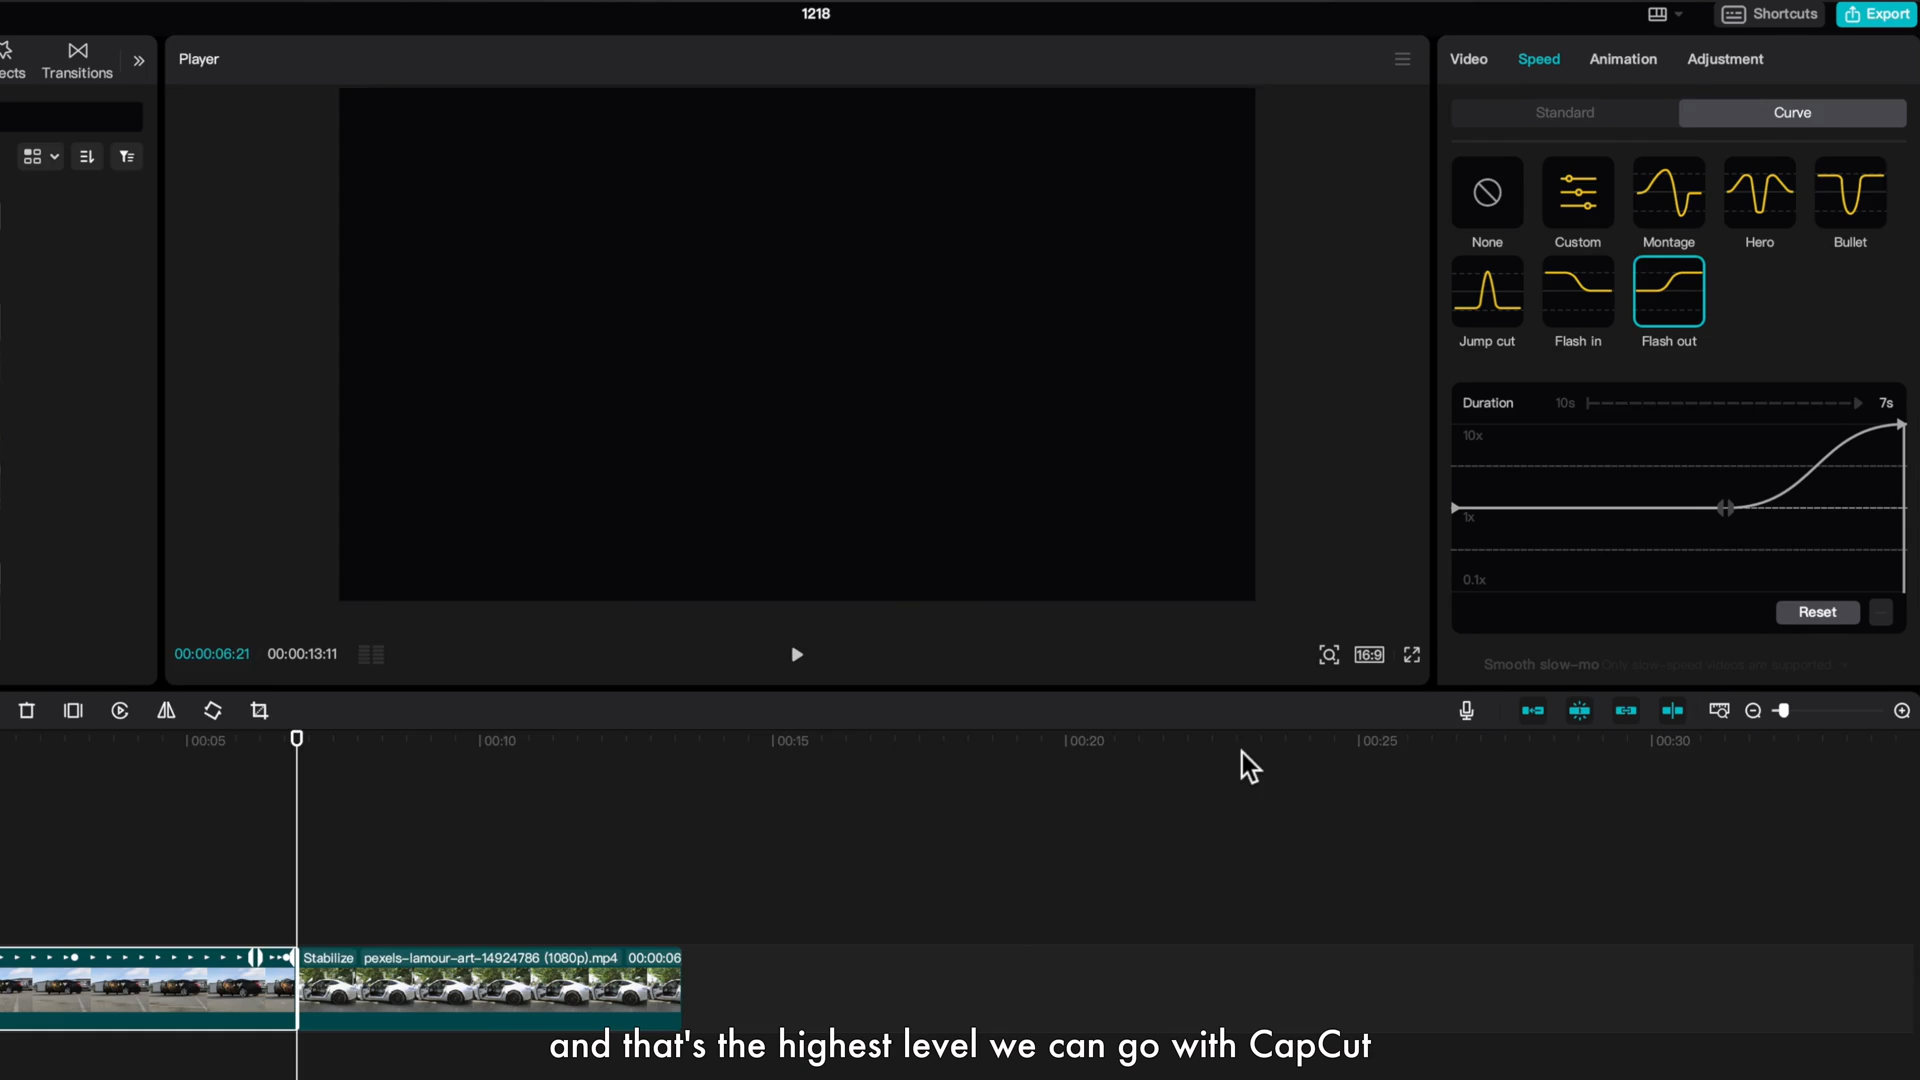 1218
Shortcuts
Export
ects
Transitions
Player
Video
Speed
Animation
Adjustment
Standard
Curve
None
Custom
Montage
Hero
Bullet
Jump cut
Flash in
Flash out
Duration
10s
7s
10x
1x
0.1x
Reset
Smooth slow-mo Only slow-speed videos are supported
00:00:06:21
00:00:13:11
16:9
00:05
00:10
00:15
00:20
00:25
00:30
Stabilize pexels-lamour-art-14924786 (1080p).mp4 00:00:06
and that's the highest level we can go with CapCut